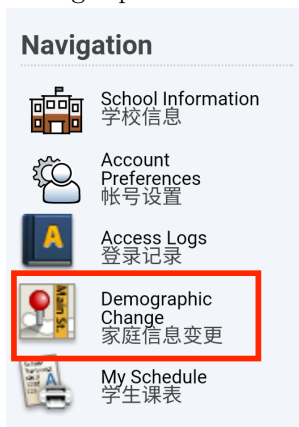 Navigation
School Information
学校信息
Account
Preferences
帐号设置
Access Logs
登录记录
A
Demographic
Change
家庭信息变更
Main St.
My Schedule
学生课表